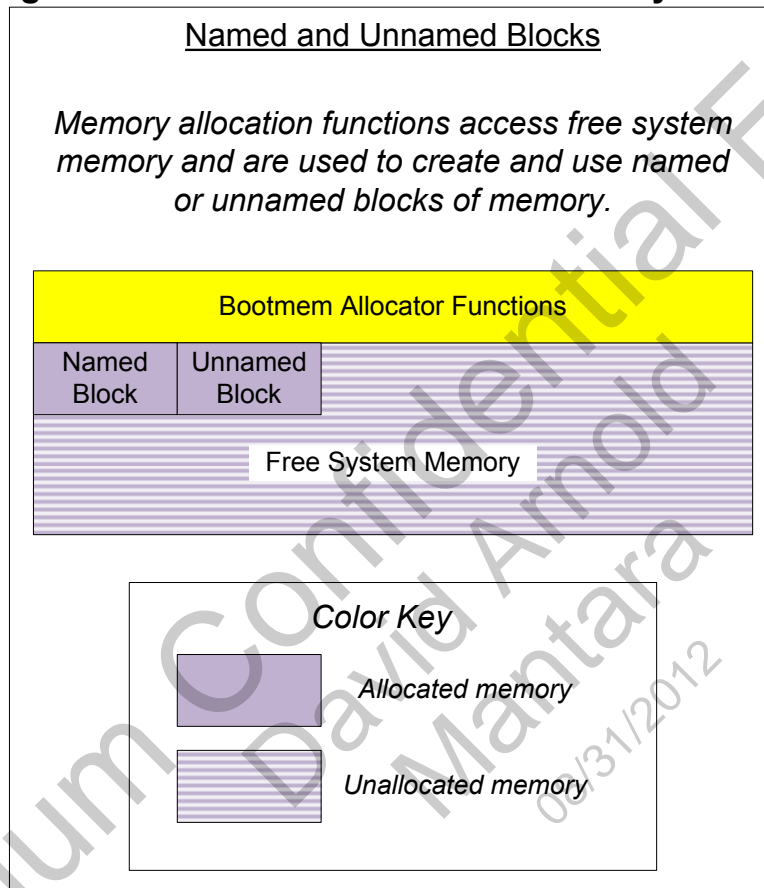 Named and Unnamed Blocks
Memory allocation functions access free system
memory and are used to create and use named
or unnamed blocks of memory.
Bootmem Allocator Functions
Named
Block
Unnamed
Block
Free System Memory
Color Key
Allocated memory
Unallocated memory
Confidential
David Arnold
Mantara
08/31/2012